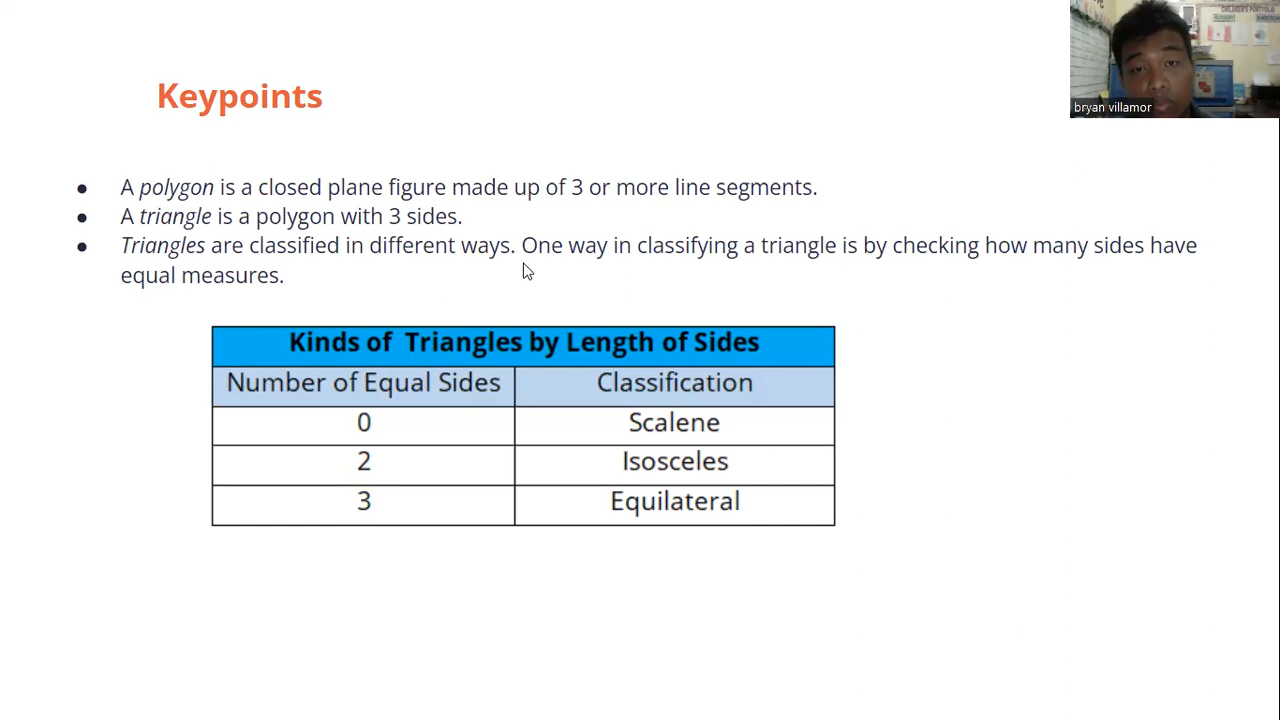 Keypoints
bryan villamor
● A polygon is a closed plane figure made up of 3 or more line segments.
● A triangle is a polygon with 3 sides.
● Triangles are classified in different ways. One way in classifying a triangle is by checking how many sides have
equal measures.
Kinds of Triangles by Length of Sides
Number of Equal Sides Classification
0 Scalene
2 Isosceles
3 Equilateral